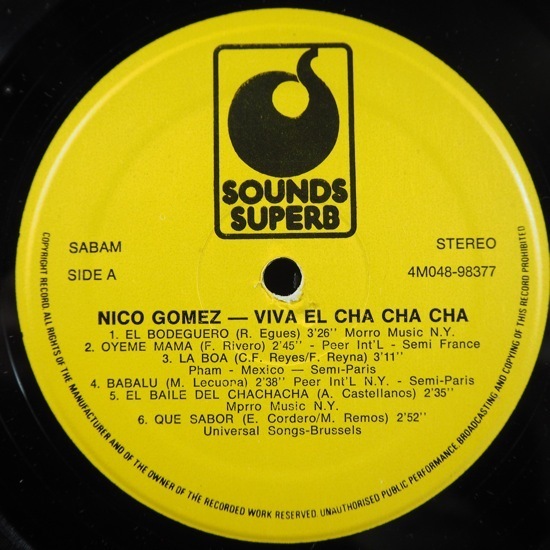 SOUNDS
SUPERB
SABAM
STEREO
SIDE A
4M048-98377
NICO GOMEZ — VIVA EL CHA CHA CHA
1. EL BODEGUERO (R. Egues) 3'26" Morro Music N.Y.
2. OYEME MAMA (F. Rivero) 2'45" - Peer Int'L - Semi France
3. LA BOA (C.F. Reyes/F. Reyna) 3'11"
Pham - Mexico — Semi-Paris
4. BABALU (M. Lecuona) 2'38" Peer Int'L N.Y. - Semi-Paris
5. EL BAILE DEL CHACHACHA (A. Castellanos) 2'35"
Mprro Music N.Y.
6. QUE SABOR (E. Cordero/M. Remos) 2'52"
Universal Songs-Brussels
COPYRIGHT RECORD. ALL RIGHTS OF THE MANUFACTURER AND OF THE OWNER OF THE RECORDED WORK RESERVED. UNAUTHORISED PUBLIC PERFORMANCE, BROADCASTING AND COPYING OF THIS RECORD PROHIBITED